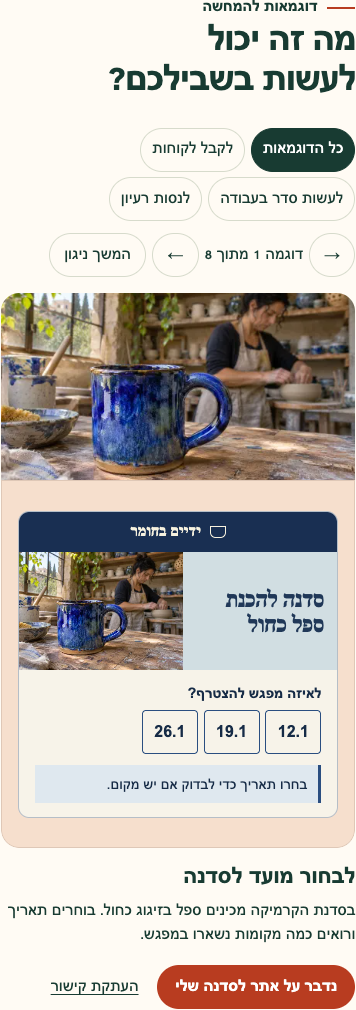 דוגמאות להמחשה
מה זה יכול
לעשות בשבילכם?
כל הדוגמאות
לקבל לקוחות
לעשות סדר בעבודה
לנסות רעיון
→
דוגמה 1 מתוך 8
←
המשך ניגון
ידיים בחומר
סדנה להכנת
ספל כחול
לאיזה מפגש להצטרף?
12.1
19.1
26.1
בחרו תאריך כדי לבדוק אם יש מקום.
לבחור מועד לסדנה
בסדנת הקרמיקה מכינים ספל בזיגוג כחול. בוחרים תאריך
ורואים כמה מקומות נשארו במפגש.
נדבר על אתר לסדנה שלי
העתקת קישור